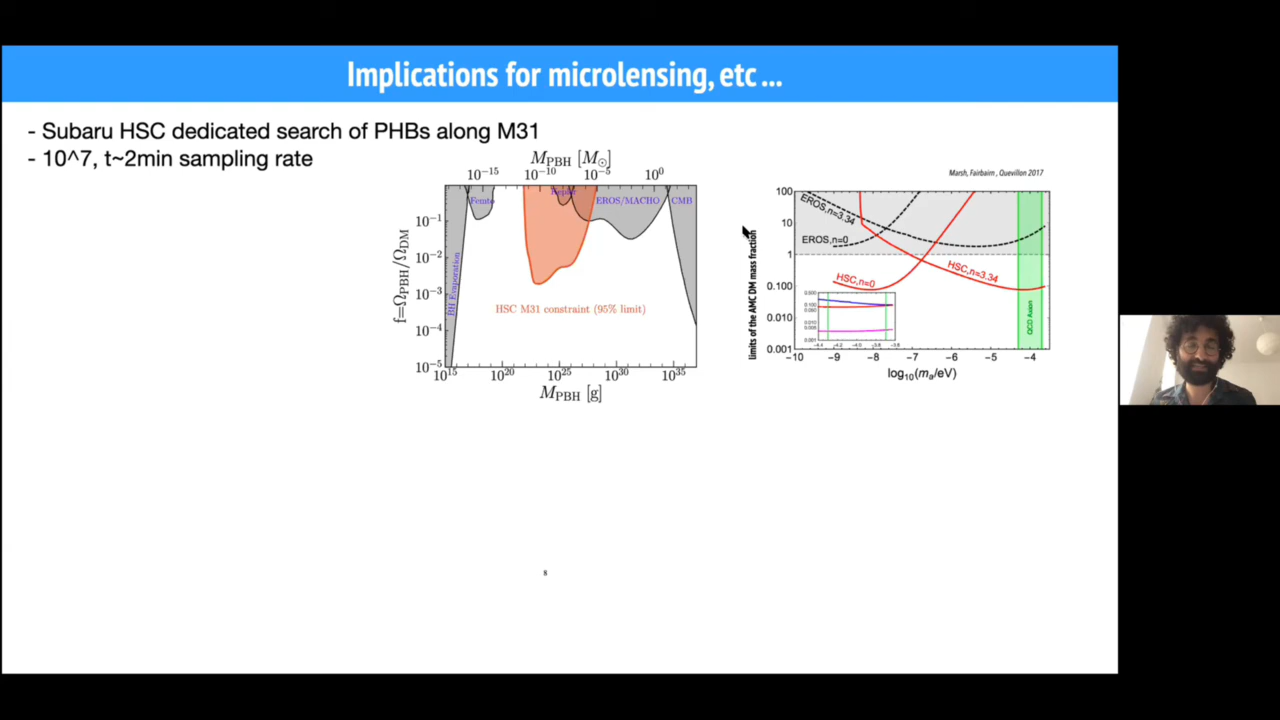 Implications for microlensing, etc ...
- Subaru HSC dedicated search of PHBs along M31
- 10^7, t~2min sampling rate
M_PBH [M_☉]
10^-15 10^-10 10^-5 10^0
Femto
Kepler
EROS/MACHO
CMB
BH Evaporation
HSC M31 constraint (95% limit)
f=Ω_PBH/Ω_DM
10^-1
10^-2
10^-3
10^-4
10^-5
10^15 10^20 10^25 10^30 10^35
M_PBH [g]
Marsh, Fairbairn , Quevillon 2017
limits of the AMC DM mass fraction
100
10
1
0.100
0.010
0.001
EROS,n=3.34
EROS,n=0
HSC,n=0
HSC,n=3.34
QCD Axion
-10 -9 -8 -7 -6 -5 -4
log10(m_a/eV)
8